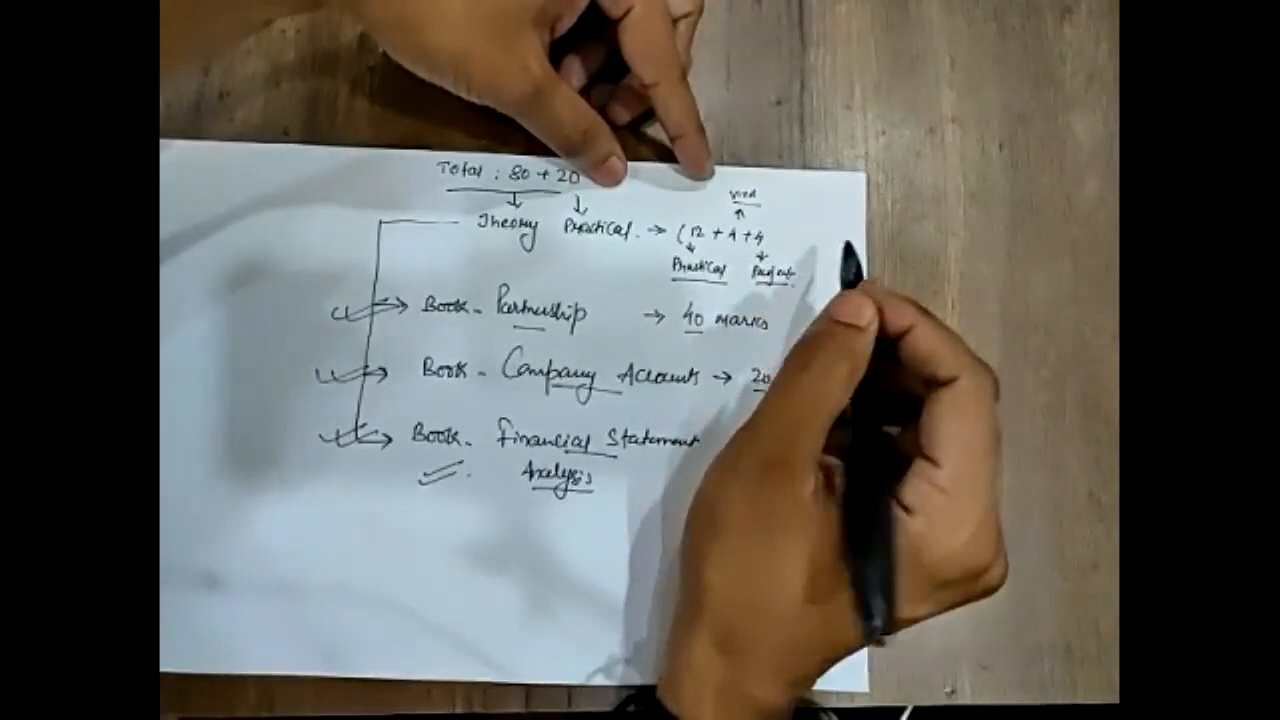 Total : 80 + 20
Theory Practical. → (12 + 4 + 4
Viva
Practical
Book - Partnership → 40 marks
Book - Company Accounts → 20
Book - Financial Statement
Analysis